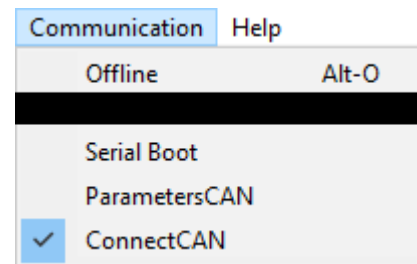 Communication Help
Offline Alt-O
Serial Boot
ParametersCAN
ConnectCAN